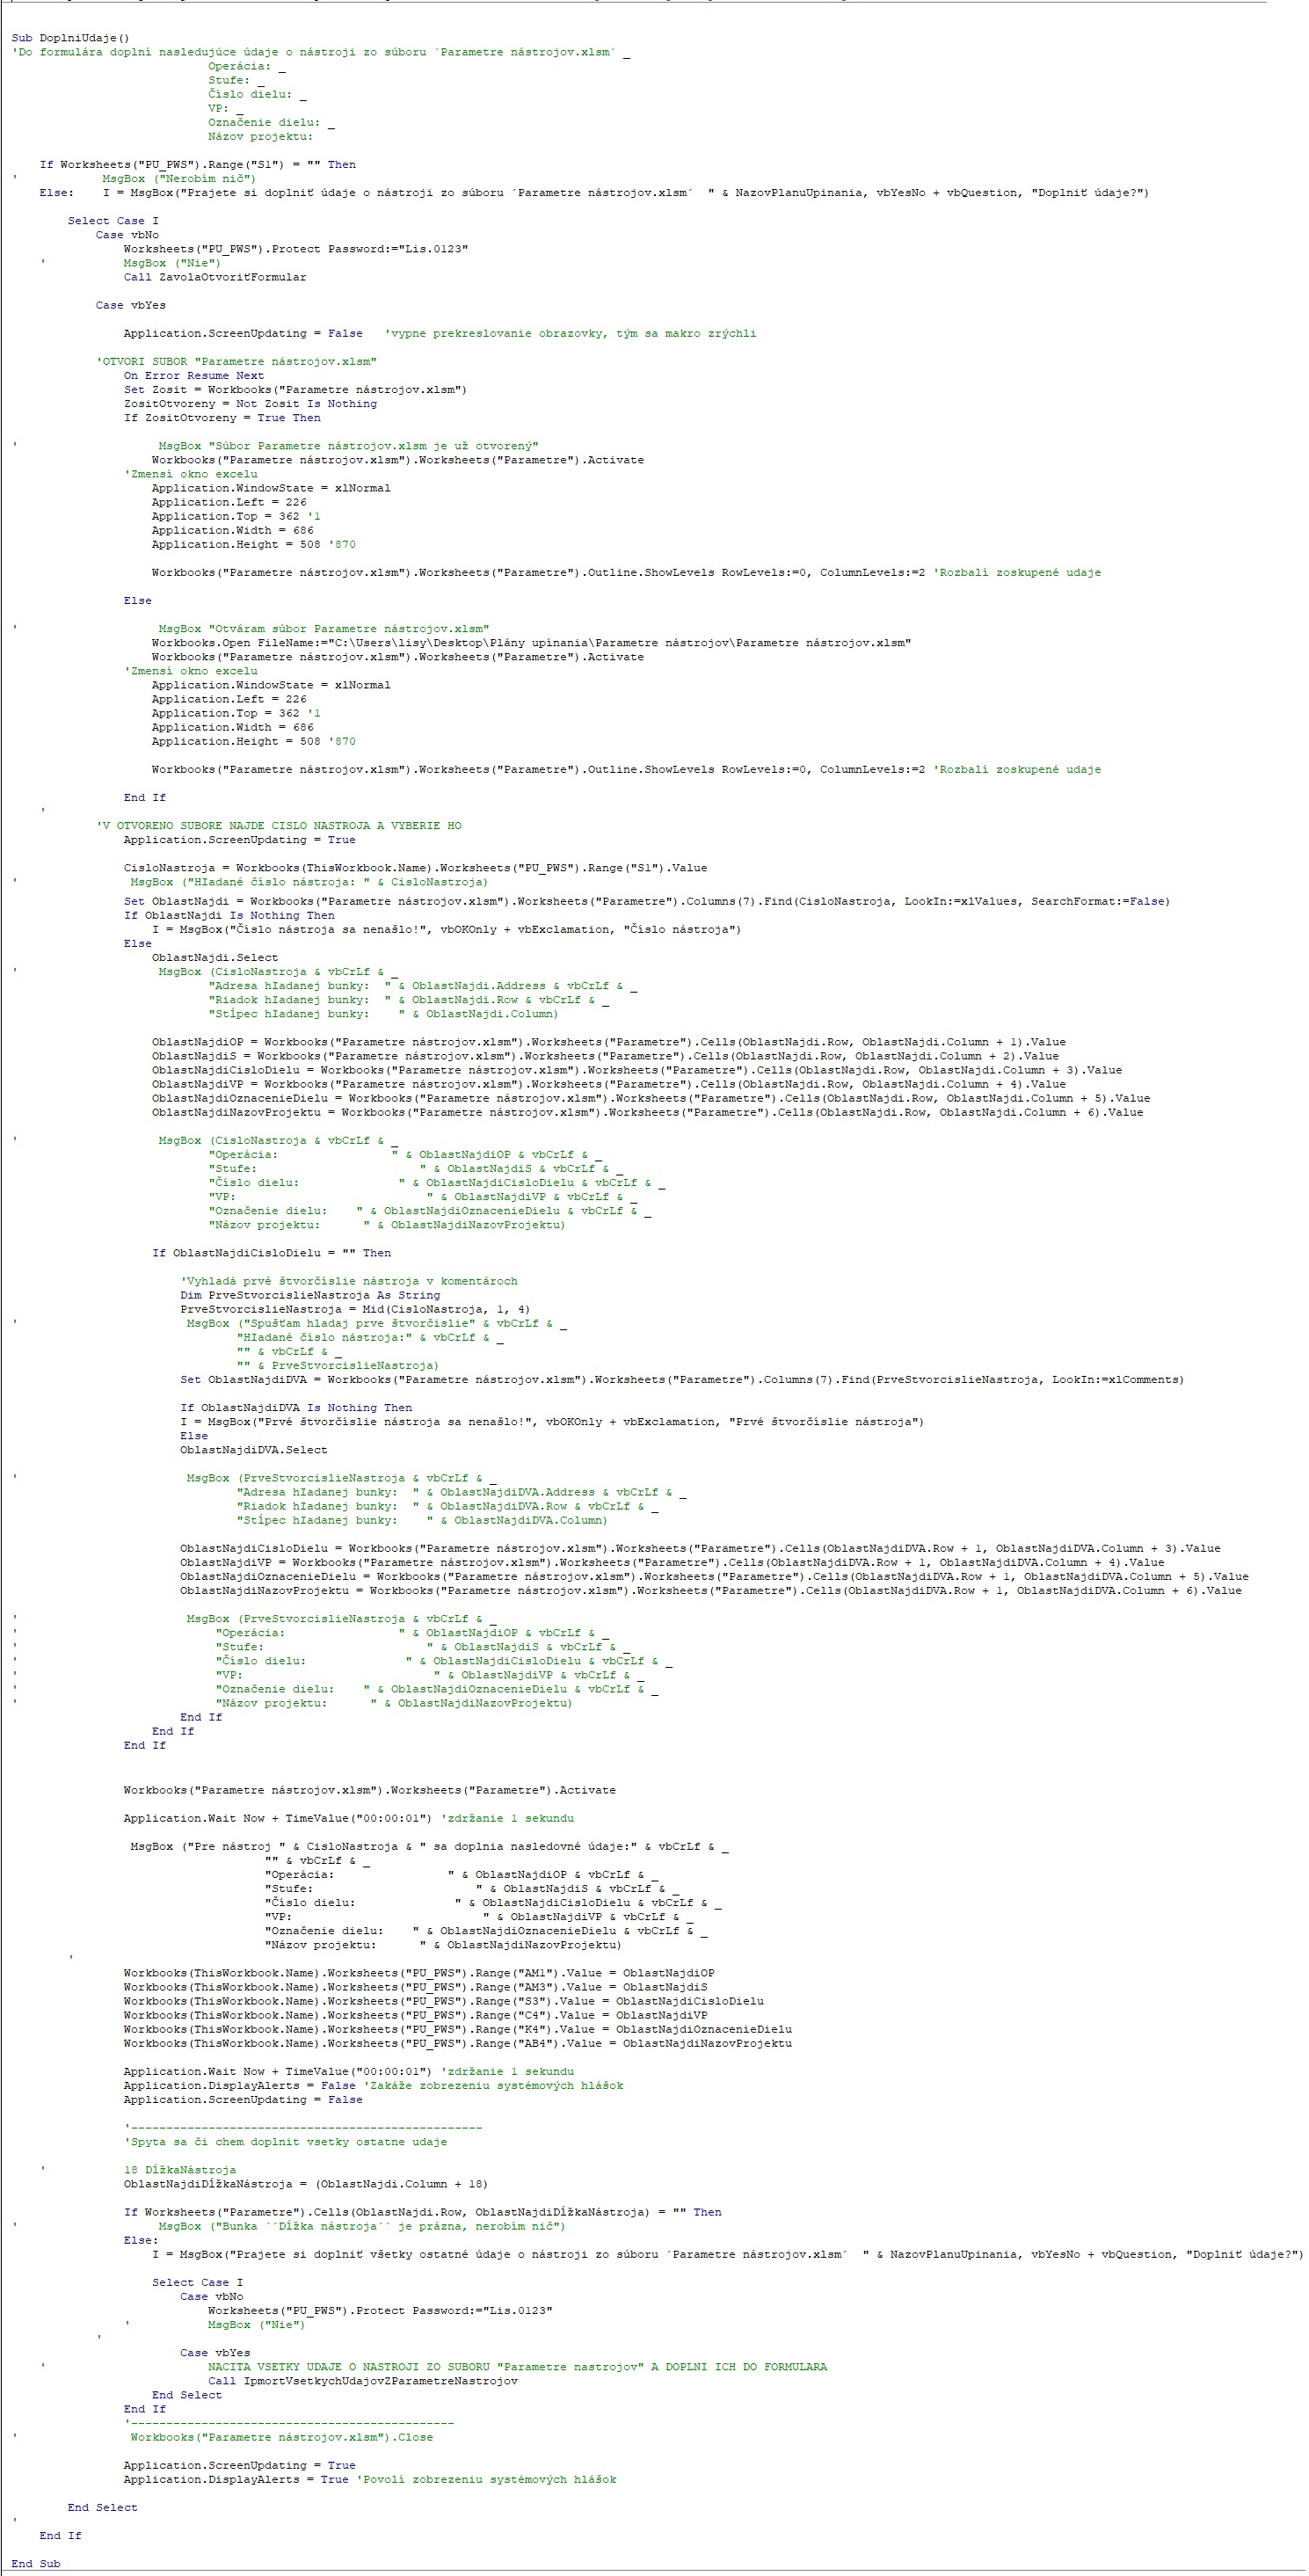 Sub DoplniUdaje()
'Do formulára doplní nasledujúce údaje o nástroji zo súboru ´Parametre nástrojov.xlsm´ _
Operácia: _
Stufe: _
Číslo dielu: _
VP: _
Označenie dielu: _
Názov projektu:
If Worksheets("PU_PWS").Range("S1") = "" Then
' MsgBox ("Nerobím nič")
Else: I = MsgBox("Prajete si doplniť údaje o nástroji zo súboru ´Parametre nástrojov.xlsm´ " & NazovPlanuUpinania, vbYesNo + vbQuestion, "Doplniť údaje?")
Select Case I
Case vbNo
Worksheets("PU_PWS").Protect Password:="Lis.0123"
' MsgBox ("Nie")
Call ZavolaOtvoriťFormular
Case vbYes
Application.ScreenUpdating = False 'vypne prekreslovanie obrazovky, tým sa makro zrýchli
'OTVORI SUBOR "Parametre nástrojov.xlsm"
On Error Resume Next
Set Zosit = Workbooks("Parametre nástrojov.xlsm")
ZositOtvoreny = Not Zosit Is Nothing
If ZositOtvoreny = True Then
' MsgBox "Súbor Parametre nástrojov.xlsm je už otvorený"
Workbooks("Parametre nástrojov.xlsm").Worksheets("Parametre").Activate
'Zmensí okno excelu
Application.WindowState = xlNormal
Application.Left = 226
Application.Top = 362 '1
Application.Width = 686
Application.Height = 508 '870
Workbooks("Parametre nástrojov.xlsm").Worksheets("Parametre").Outline.ShowLevels RowLevels:=0, ColumnLevels:=2 'Rozbalí zoskupené udaje
Else
' MsgBox "Otváram súbor Parametre nástrojov.xlsm"
Workbooks.Open FileName:="C:\Users\lisy\Desktop\Plány upínania\Parametre nástrojov\Parametre nástrojov.xlsm"
Workbooks("Parametre nástrojov.xlsm").Worksheets("Parametre").Activate
'Zmensí okno excelu
Application.WindowState = xlNormal
Application.Left = 226
Application.Top = 362 '1
Application.Width = 686
Application.Height = 508 '870
Workbooks("Parametre nástrojov.xlsm").Worksheets("Parametre").Outline.ShowLevels RowLevels:=0, ColumnLevels:=2 'Rozbalí zoskupené udaje
End If
'
'V OTVORENO SUBORE NAJDE CISLO NASTROJA A VYBERIE HO
Application.ScreenUpdating = True
CisloNastroja = Workbooks(ThisWorkbook.Name).Worksheets("PU_PWS").Range("S1").Value
' MsgBox ("Hľadané číslo nástroja: " & CisloNastroja)
Set OblastNajdi = Workbooks("Parametre nástrojov.xlsm").Worksheets("Parametre").Columns(7).Find(CisloNastroja, LookIn:=xlValues, SearchFormat:=False)
If OblastNajdi Is Nothing Then
I = MsgBox("Číslo nástroja sa nenašlo!", vbOKOnly + vbExclamation, "Číslo nástroja")
Else
OblastNajdi.Select
' MsgBox (CisloNastroja & vbCrLf & _
"Adresa hľadanej bunky: " & OblastNajdi.Address & vbCrLf & _
"Riadok hľadanej bunky: " & OblastNajdi.Row & vbCrLf & _
"Stĺpec hľadanej bunky: " & OblastNajdi.Column)
OblastNajdiOP = Workbooks("Parametre nástrojov.xlsm").Worksheets("Parametre").Cells(OblastNajdi.Row, OblastNajdi.Column + 1).Value
OblastNajdiS = Workbooks("Parametre nástrojov.xlsm").Worksheets("Parametre").Cells(OblastNajdi.Row, OblastNajdi.Column + 2).Value
OblastNajdiCisloDielu = Workbooks("Parametre nástrojov.xlsm").Worksheets("Parametre").Cells(OblastNajdi.Row, OblastNajdi.Column + 3).Value
OblastNajdiVP = Workbooks("Parametre nástrojov.xlsm").Worksheets("Parametre").Cells(OblastNajdi.Row, OblastNajdi.Column + 4).Value
OblastNajdiOznacenieDielu = Workbooks("Parametre nástrojov.xlsm").Worksheets("Parametre").Cells(OblastNajdi.Row, OblastNajdi.Column + 5).Value
OblastNajdiNazovProjektu = Workbooks("Parametre nástrojov.xlsm").Worksheets("Parametre").Cells(OblastNajdi.Row, OblastNajdi.Column + 6).Value
' MsgBox (CisloNastroja & vbCrLf & _
"Operácia: " & OblastNajdiOP & vbCrLf & _
"Stufe: " & OblastNajdiS & vbCrLf & _
"Číslo dielu: " & OblastNajdiCisloDielu & vbCrLf & _
"VP: " & OblastNajdiVP & vbCrLf & _
"Označenie dielu: " & OblastNajdiOznacenieDielu & vbCrLf & _
"Názov projektu: " & OblastNajdiNazovProjektu)
If OblastNajdiCisloDielu = "" Then
'Vyhladá prvé štvorčíslie nástroja v komentároch
Dim PrveStvorcislieNastroja As String
PrveStvorcislieNastroja = Mid(CisloNastroja, 1, 4)
' MsgBox ("Spušťam hladaj prve štvorčislie" & vbCrLf & _
"Hľadané číslo nástroja:" & vbCrLf & _
"" & vbCrLf & _
"" & PrveStvorcislieNastroja)
Set OblastNajdiDVA = Workbooks("Parametre nástrojov.xlsm").Worksheets("Parametre").Columns(7).Find(PrveStvorcislieNastroja, LookIn:=xlComments)
If OblastNajdiDVA Is Nothing Then
I = MsgBox("Prvé štvorčíslie nástroja sa nenašlo!", vbOKOnly + vbExclamation, "Prvé štvorčíslie nástroja")
Else
OblastNajdiDVA.Select
' MsgBox (PrveStvorcislieNastroja & vbCrLf & _
"Adresa hľadanej bunky: " & OblastNajdiDVA.Address & vbCrLf & _
"Riadok hľadanej bunky: " & OblastNajdiDVA.Row & vbCrLf & _
"Stĺpec hľadanej bunky: " & OblastNajdiDVA.Column)
OblastNajdiCisloDielu = Workbooks("Parametre nástrojov.xlsm").Worksheets("Parametre").Cells(OblastNajdiDVA.Row + 1, OblastNajdiDVA.Column + 3).Value
OblastNajdiVP = Workbooks("Parametre nástrojov.xlsm").Worksheets("Parametre").Cells(OblastNajdiDVA.Row + 1, OblastNajdiDVA.Column + 4).Value
OblastNajdiOznacenieDielu = Workbooks("Parametre nástrojov.xlsm").Worksheets("Parametre").Cells(OblastNajdiDVA.Row + 1, OblastNajdiDVA.Column + 5).Value
OblastNajdiNazovProjektu = Workbooks("Parametre nástrojov.xlsm").Worksheets("Parametre").Cells(OblastNajdiDVA.Row + 1, OblastNajdiDVA.Column + 6).Value
' MsgBox (PrveStvorcislieNastroja & vbCrLf & _
' "Operácia: " & OblastNajdiOP & vbCrLf & _
' "Stufe: " & OblastNajdiS & vbCrLf & _
' "Číslo dielu: " & OblastNajdiCisloDielu & vbCrLf & _
' "VP: " & OblastNajdiVP & vbCrLf & _
' "Označenie dielu: " & OblastNajdiOznacenieDielu & vbCrLf & _
' "Názov projektu: " & OblastNajdiNazovProjektu)
End If
End If
End If
Workbooks("Parametre nástrojov.xlsm").Worksheets("Parametre").Activate
Application.Wait Now + TimeValue("00:00:01") 'zdržanie 1 sekundu
MsgBox ("Pre nástroj " & CisloNastroja & " sa doplnia nasledovné údaje:" & vbCrLf & _
"" & vbCrLf & _
"Operácia: " & OblastNajdiOP & vbCrLf & _
"Stufe: " & OblastNajdiS & vbCrLf & _
"Číslo dielu: " & OblastNajdiCisloDielu & vbCrLf & _
"VP: " & OblastNajdiVP & vbCrLf & _
"Označenie dielu: " & OblastNajdiOznacenieDielu & vbCrLf & _
"Názov projektu: " & OblastNajdiNazovProjektu)
'
Workbooks(ThisWorkbook.Name).Worksheets("PU_PWS").Range("AM1").Value = OblastNajdiOP
Workbooks(ThisWorkbook.Name).Worksheets("PU_PWS").Range("AM3").Value = OblastNajdiS
Workbooks(ThisWorkbook.Name).Worksheets("PU_PWS").Range("S3").Value = OblastNajdiCisloDielu
Workbooks(ThisWorkbook.Name).Worksheets("PU_PWS").Range("C4").Value = OblastNajdiVP
Workbooks(ThisWorkbook.Name).Worksheets("PU_PWS").Range("K4").Value = OblastNajdiOznacenieDielu
Workbooks(ThisWorkbook.Name).Worksheets("PU_PWS").Range("AB4").Value = OblastNajdiNazovProjektu
Application.Wait Now + TimeValue("00:00:01") 'zdržanie 1 sekundu
Application.DisplayAlerts = False 'Zakáže zobrezeniu systémových hlášok
Application.ScreenUpdating = False
'--------------------------------------------------
'Spyta sa či chem doplnit vsetky ostatne udaje
' 18 DĺžkaNástroja
OblastNajdiDĺžkaNástroja = (OblastNajdi.Column + 18)
If Worksheets("Parametre").Cells(OblastNajdi.Row, OblastNajdiDĺžkaNástroja) = "" Then
' MsgBox ("Bunka ´´Dĺžka nástroja´´ je prázna, nerobím nič")
Else:
I = MsgBox("Prajete si doplniť všetky ostatné údaje o nástroji zo súboru ´Parametre nástrojov.xlsm´ " & NazovPlanuUpinania, vbYesNo + vbQuestion, "Doplniť údaje?")
Select Case I
Case vbNo
Worksheets("PU_PWS").Protect Password:="Lis.0123"
' MsgBox ("Nie")
'
Case vbYes
' NACITA VSETKY UDAJE O NASTROJI ZO SUBORU "Parametre nastrojov" A DOPLNI ICH DO FORMULARA
Call IpmortVsetkychUdajovZParametreNastrojov
End Select
End If
'----------------------------------------------
' Workbooks("Parametre nástrojov.xlsm").Close
Application.ScreenUpdating = True
Application.DisplayAlerts = True 'Povolí zobrezeniu systémových hlášok
End Select
'
End If
End Sub